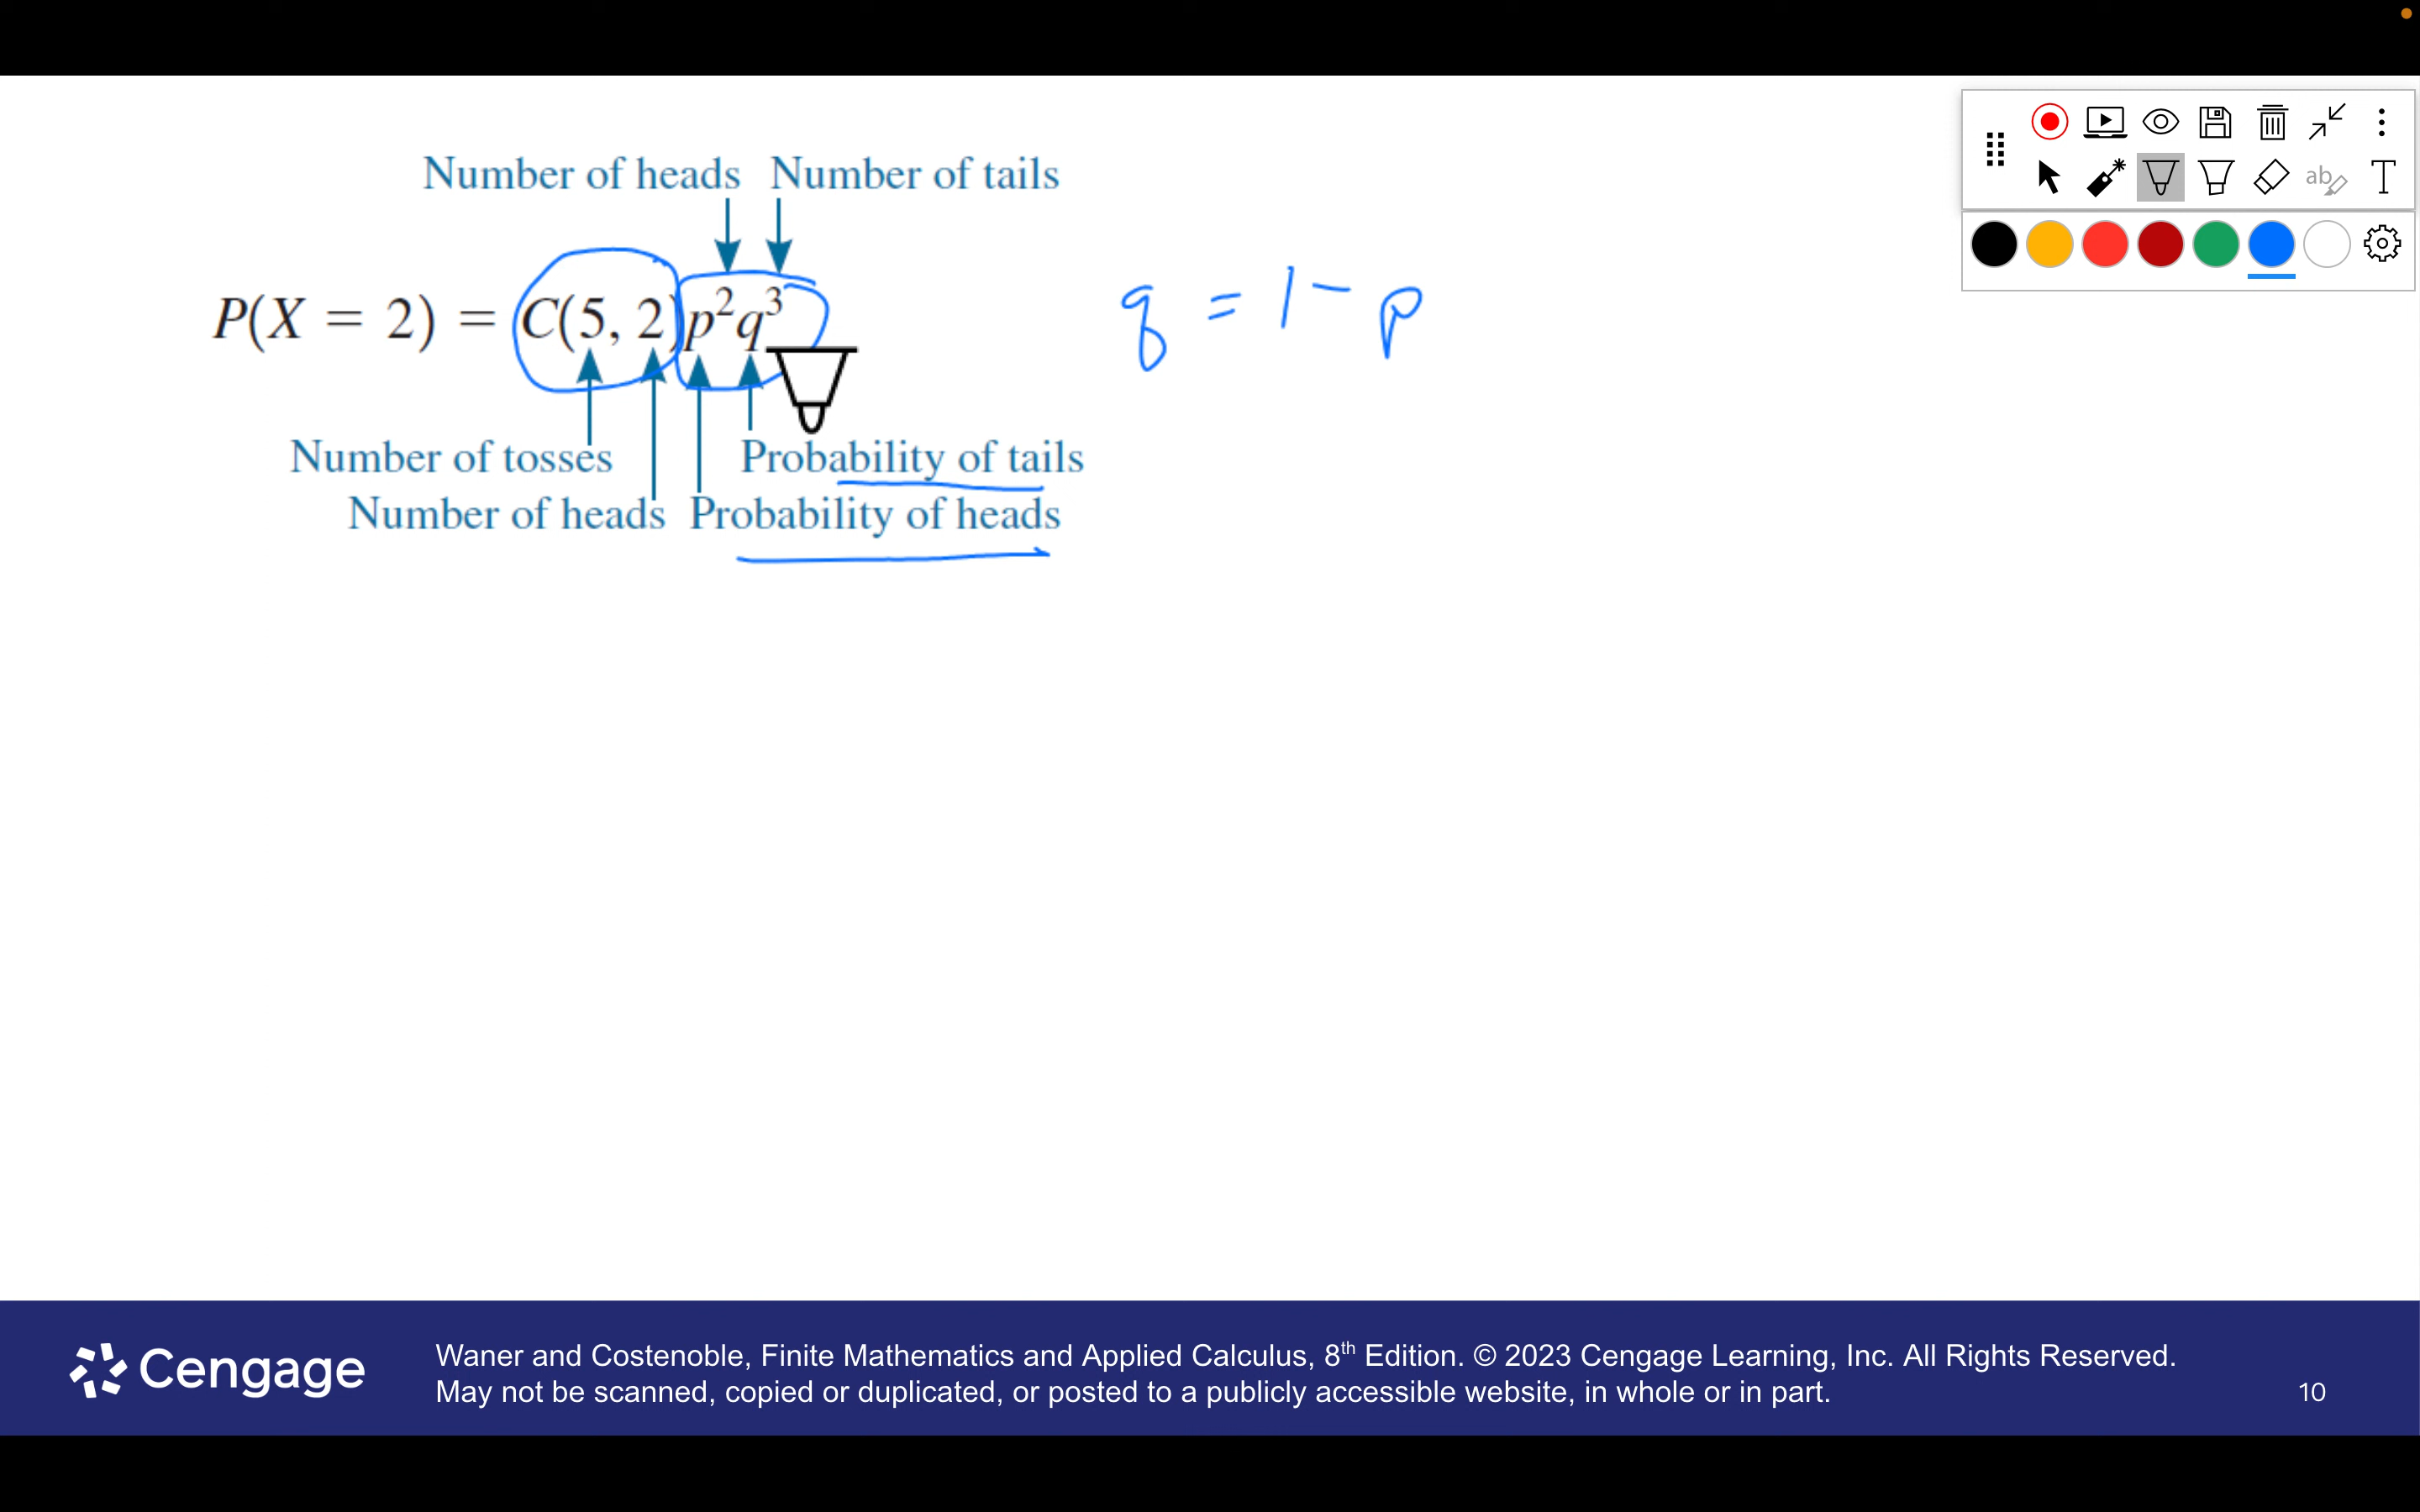 Number of heads Number of tails
P(X = 2) = C(5, 2)p²q³
q = 1 - p
Number of tosses Probability of tails
Number of heads Probability of heads
ab
T
Cengage
Waner and Costenoble, Finite Mathematics and Applied Calculus, 8th Edition. © 2023 Cengage Learning, Inc. All Rights Reserved.
May not be scanned, copied or duplicated, or posted to a publicly accessible website, in whole or in part.
10